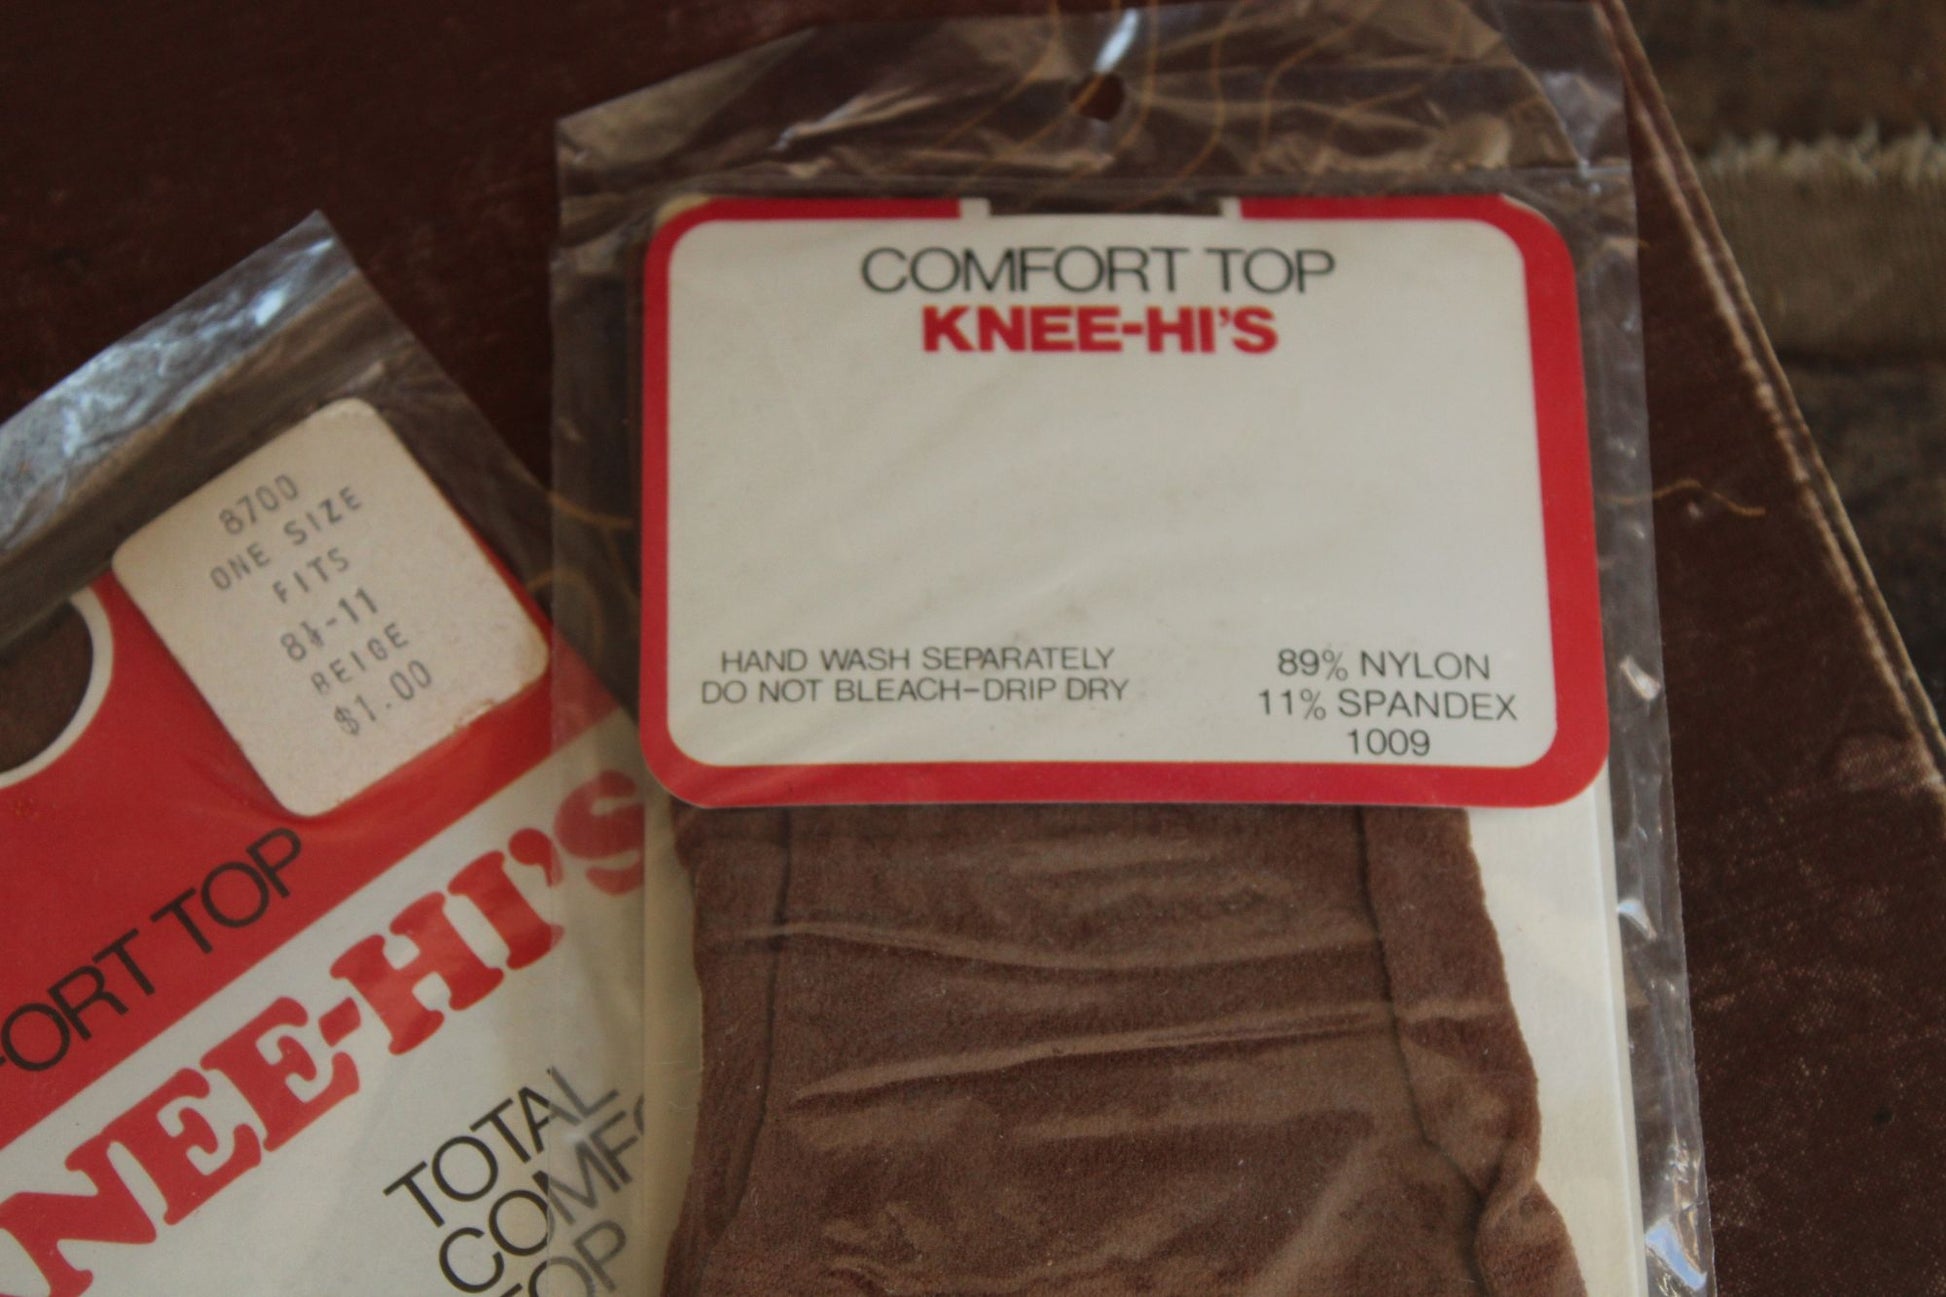 COMFORT TOP
KNEE-HI'S
HAND WASH SEPARATELY
DO NOT BLEACH-DRIP DRY
89% NYLON
11% SPANDEX
1009
8700
ONE SIZE
FITS
8½-11
BEIGE
$1.00
ORT TOP
NEE-HI'S
TOTAL
COMF
TOP